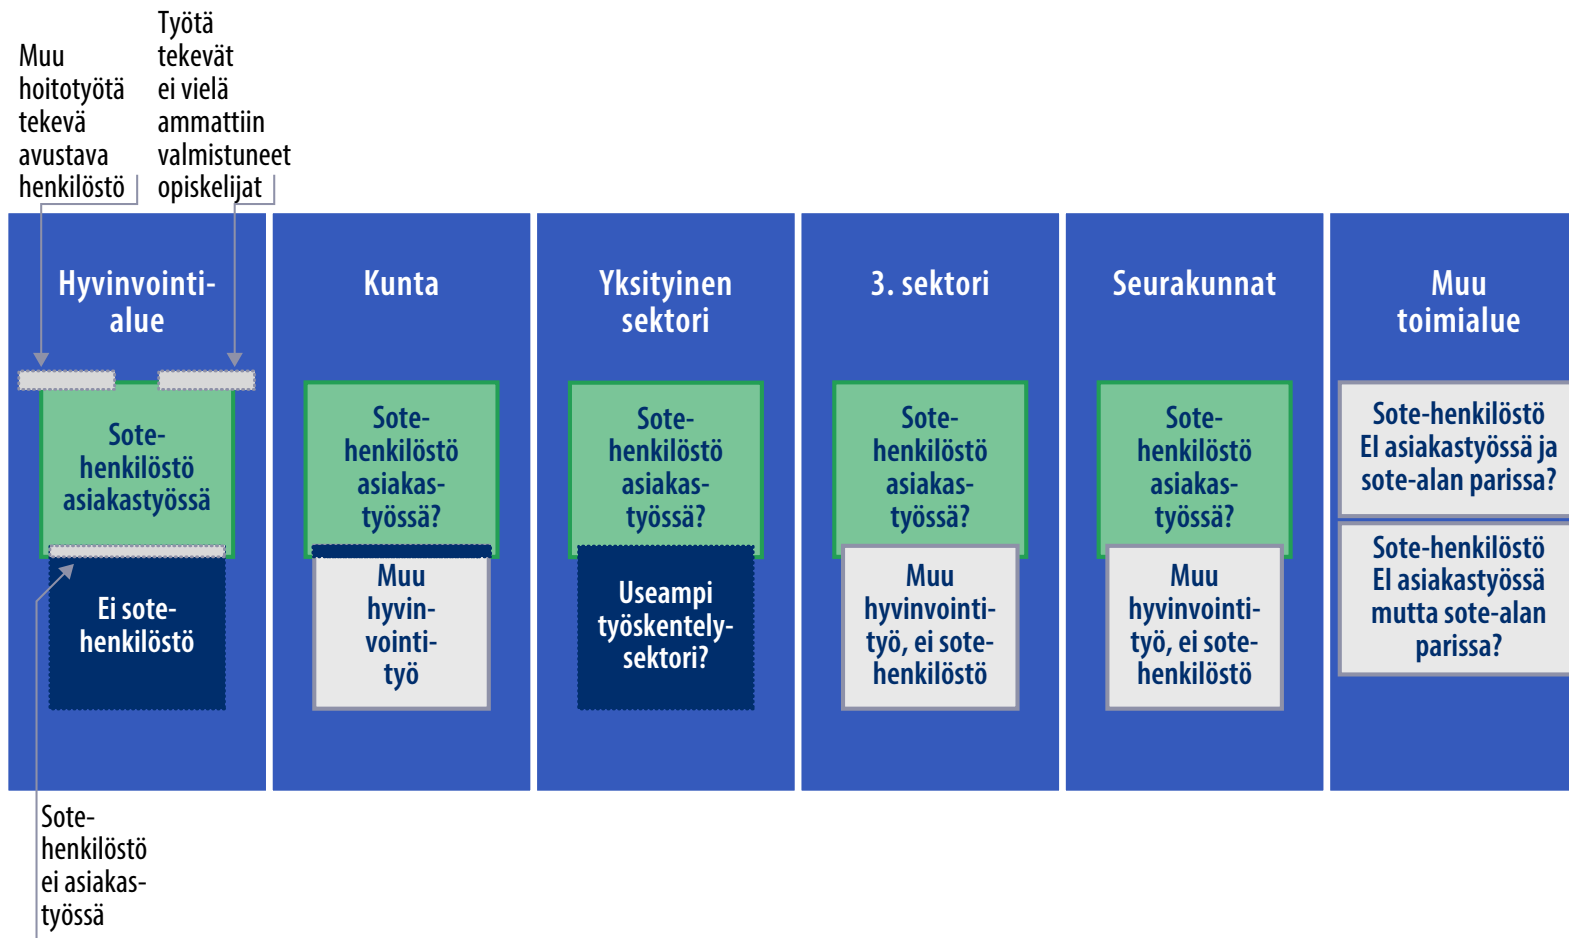 Muu
hoitotyötä
tekevä
avustava
henkilöstö
Työtä
tekevät
ei vielä
ammattiin
valmistuneet
opiskelijat
Hyvinvointi-
alue
Sote-
henkilöstö
asiakastyössä
Ei sote-
henkilöstö
Sote-
henkilöstö
ei asiakas-
työssä
Kunta
Sote-
henkilöstö
asiakas-
työssä?
Muu
hyvin-
vointi-
työ
Yksityinen
sektori
Sote-
henkilöstö
asiakas-
työssä?
Useampi
työskentely-
sektori?
3. sektori
Sote-
henkilöstö
asiakas-
työssä?
Muu
hyvinvointi-
työ, ei sote-
henkilöstö
Seurakunnat
Sote-
henkilöstö
asiakas-
työssä?
Muu
hyvinvointi-
työ, ei sote-
henkilöstö
Muu
toimialue
Sote-henkilöstö
EI asiakastyössä ja
sote-alan parissa?
Sote-henkilöstö
EI asiakastyössä
mutta sote-alan
parissa?